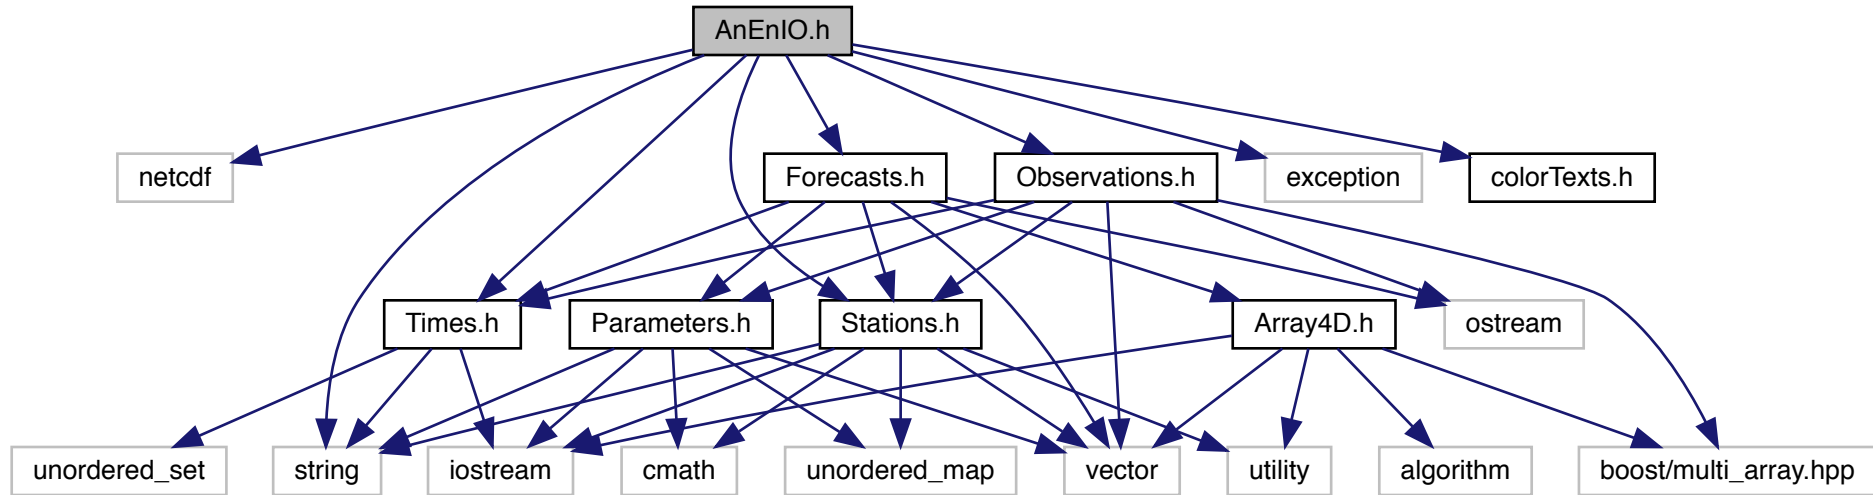 AnEnIO.h
netcdf
Forecasts.h
Observations.h
exception
colorTexts.h
Times.h
Parameters.h
Stations.h
Array4D.h
ostream
unordered_set
string
iostream
cmath
unordered_map
vector
utility
algorithm
boost/multi_array.hpp